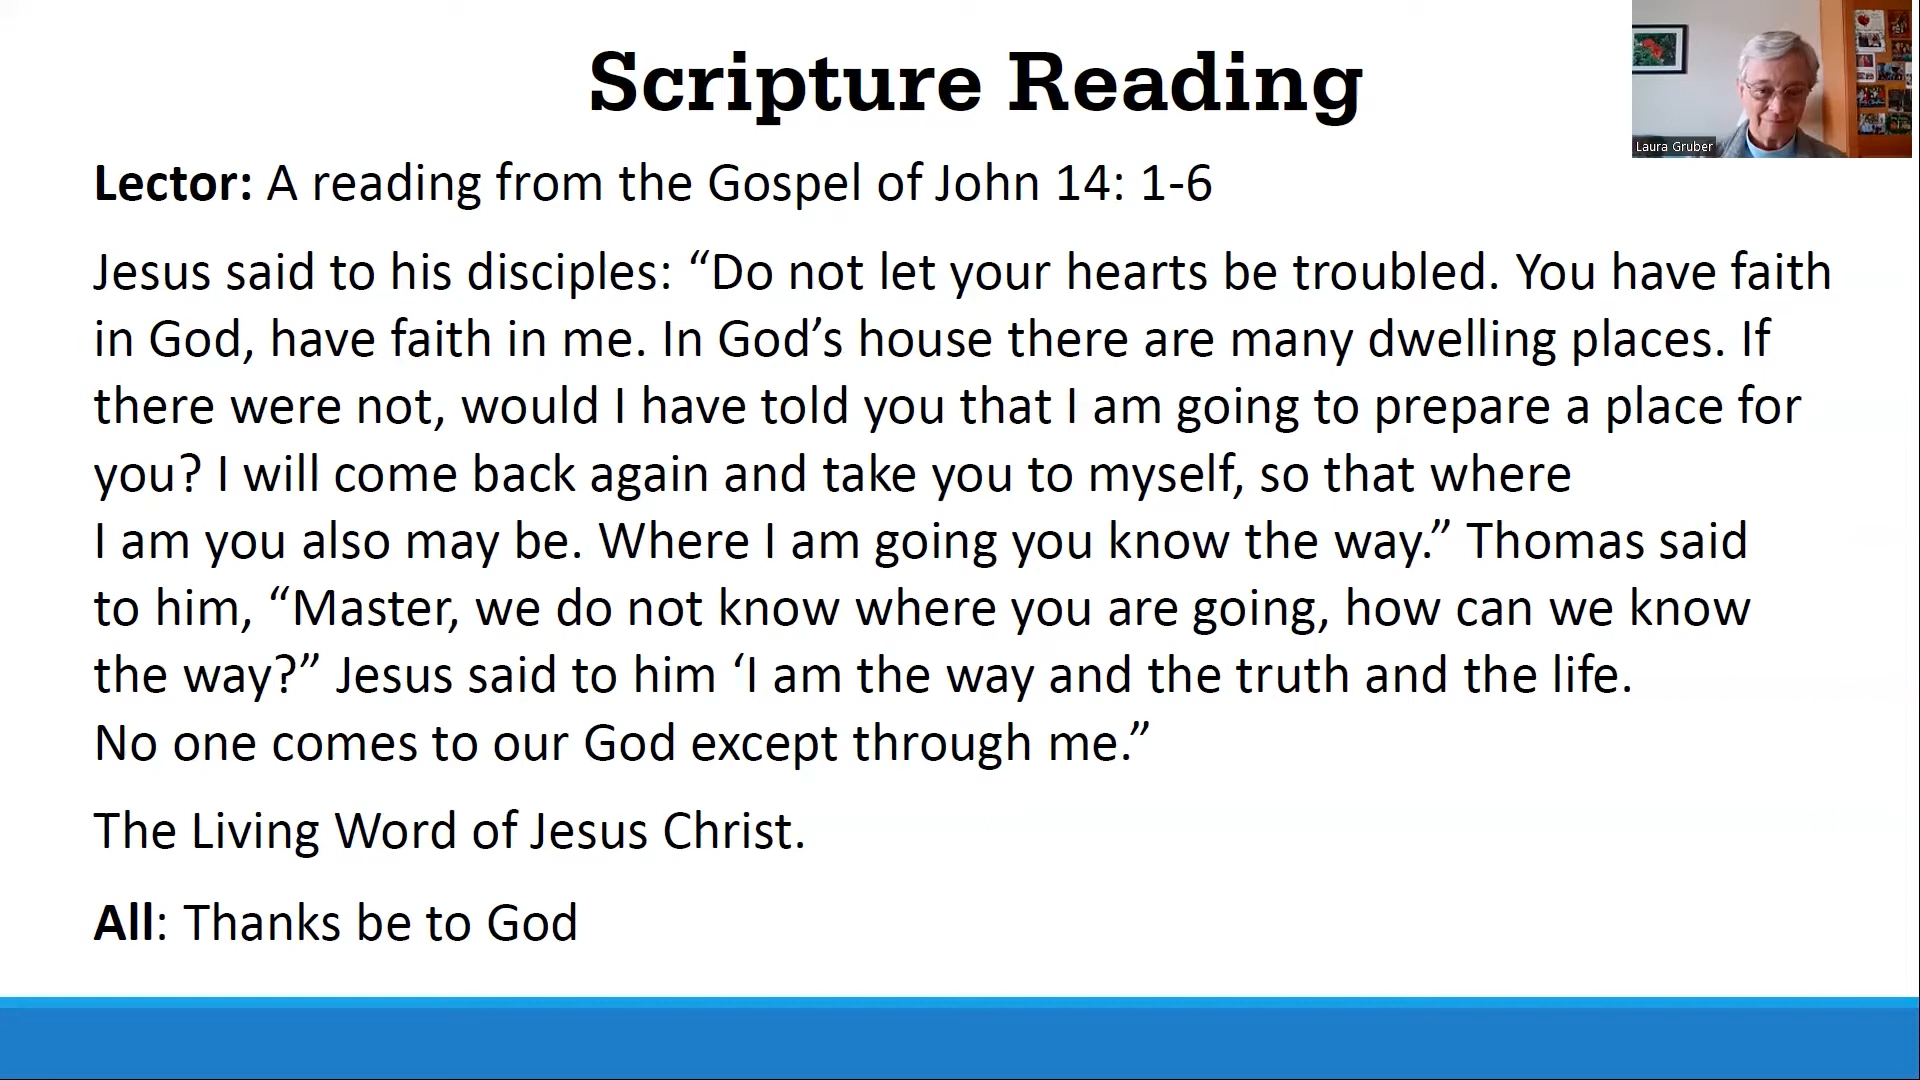 Scripture Reading
Laura Gruber
Lector: A reading from the Gospel of John 14: 1-6
Jesus said to his disciples: “Do not let your hearts be troubled. You have faith
in God, have faith in me. In God’s house there are many dwelling places. If
there were not, would I have told you that I am going to prepare a place for
you? I will come back again and take you to myself, so that where
I am you also may be. Where I am going you know the way.” Thomas said
to him, “Master, we do not know where you are going, how can we know
the way?” Jesus said to him ‘I am the way and the truth and the life.
No one comes to our God except through me.”
The Living Word of Jesus Christ.
All: Thanks be to God